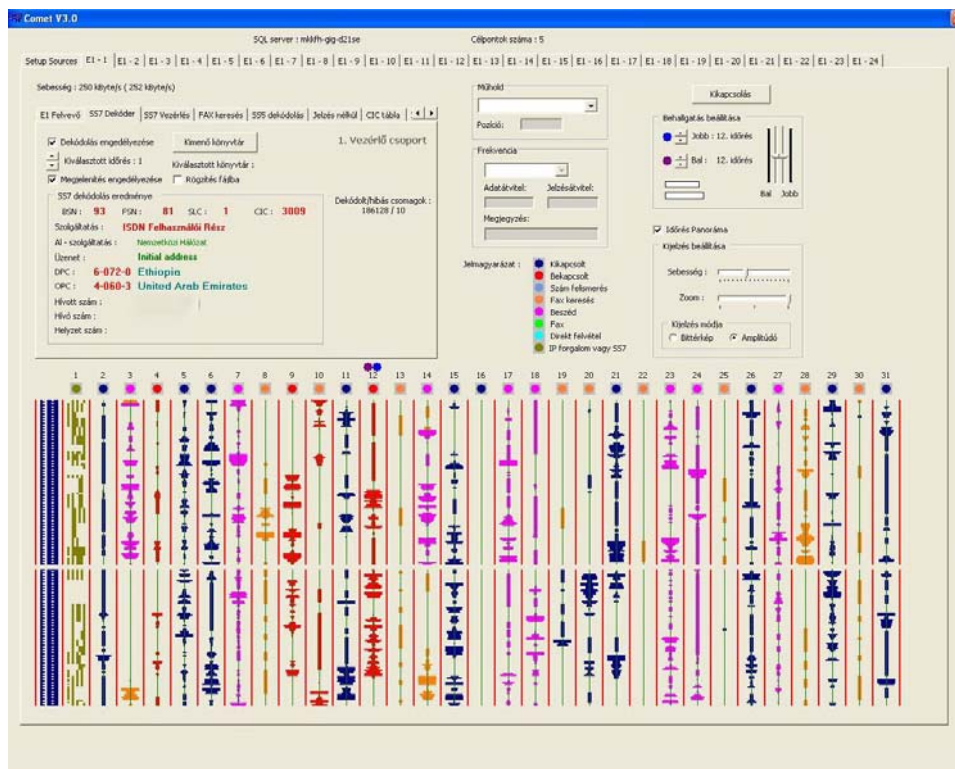 Comet V3.0
SQL server : mkkfh-gig-d21se Célpontok száma : 5
Setup Sources E1 - 1 E1 - 2 E1 - 3 E1 - 4 E1 - 5 E1 - 6 E1 - 7 E1 - 8 E1 - 9 E1 - 10 E1 - 11 E1 - 12 E1 - 13 E1 - 14 E1 - 15 E1 - 16 E1 - 17 E1 - 18 E1 - 19 E1 - 20 E1 - 21 E1 - 22 E1 - 23 E1 - 24
Sebesség : 250 kByte/s ( 252 kByte/s)
E1 Felvevő SS7 Dekóder SS7 Vezérlés FAX keresés SS5 dekódolás Jelzés nélkül CIC tábla
Dekódolás engedélyezése Kimenő könyvtár 1. Vezérlő csoport
Kiválasztott időrés : 1 Kiválasztott könyvtár :
Megjelenítés engedélyezése Rögzítés fájlba
SS7 dekódolás eredménye
BSN : 93 FSN : 81 SLC : 1 CIC : 3009
Szolgáltatás : ISDN Felhasználói Rész
Al - szolgáltatás : Nemzetközi Hálózat
Üzenet : Initial address
DPC : 6-072-0 Ethiopia
OPC : 4-060-3 United Arab Emirates
Hívott szám :
Hívó szám :
Helyzet szám :
Dekódolt/hibás csomagok :
186128 / 10
Műhold
Pozíció :
Frekvencia
Adatátvitel: Jelzésátvitel:
Megjegyzés:
Jelmagyarázat :
Kikapcsolt
Bekapcsolt
Szám felismerés
Fax keresés
Beszéd
Fax
Direkt felvétel
IP forgalom vagy SS7
Kikapcsolás
Behallgatás beállítása
Jobb : 12. időrés
Bal : 12. időrés
Bal Jobb
Időrés Panoráma
Kijelzés beállítása
Sebesség :
Zoom :
Kijelzés módja
Bittérkép Amplitúdó
1 2 3 4 5 6 7 8 9 10 11 12 13 14 15 16 17 18 19 20 21 22 23 24 25 26 27 28 29 30 31